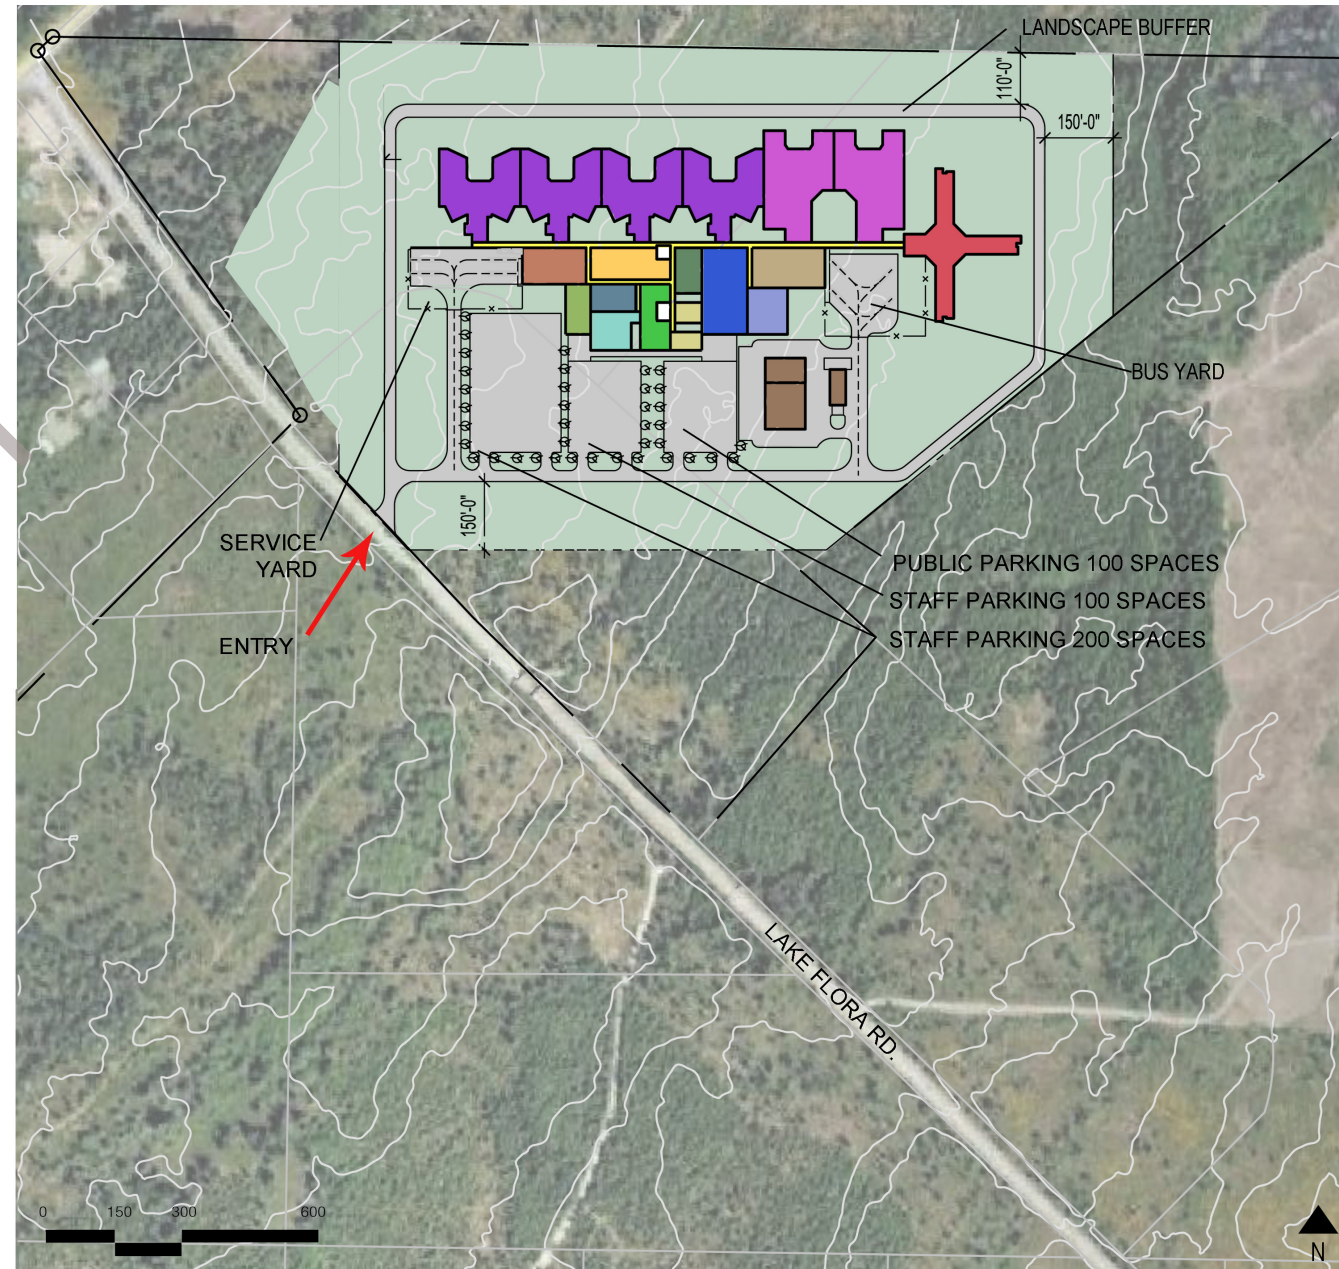 LANDSCAPE BUFFER
110'-0"
150'-0"
BUS YARD
150'-0"
SERVICE
YARD
PUBLIC PARKING 100 SPACES
STAFF PARKING 100 SPACES
STAFF PARKING 200 SPACES
ENTRY
LAKE FLORA RD.
0 150 300 600
N